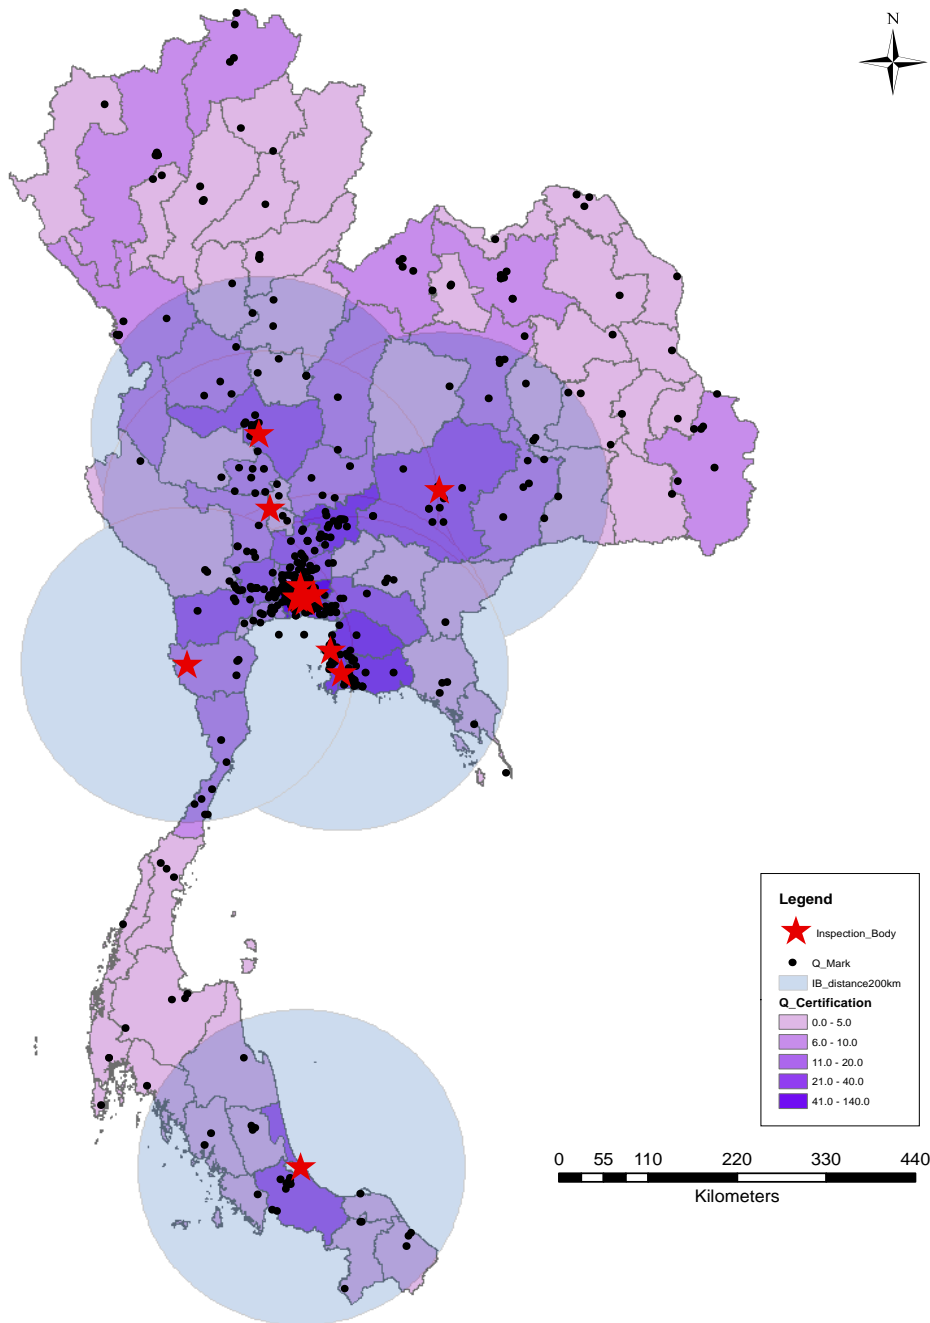 N
Legend
Inspection_Body
Q_Mark
IB_distance200km
Q_Certification
0.0 - 5.0
6.0 - 10.0
11.0 - 20.0
21.0 - 40.0
41.0 - 140.0
0 55 110 220 330 440
Kilometers